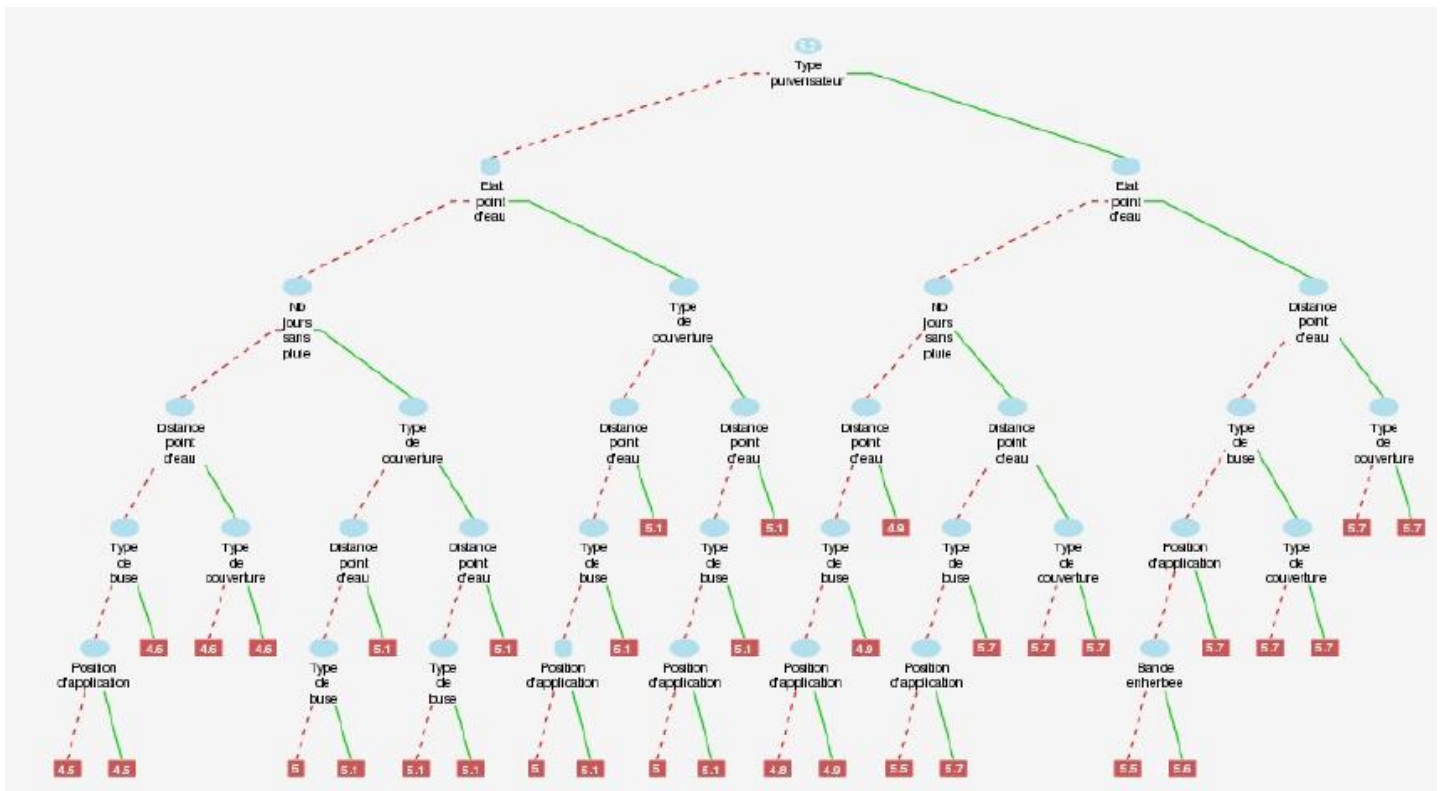 Type
pulverisateur
Etat
point
d'eau
Etat
point
d'eau
Nb
jours
sans
pluie
Type
de
couverture
Nb
jours
sans
pluie
Distance
point
d'eau
Distance
point
d'eau
Type
de
couverture
Distance
point
d'eau
Distance
point
d'eau
Distance
point
d'eau
Distance
point
d'eau
Type
de
buse
Type
de
couverture
5.1
5.1
4.9
5.7
5.7
Type
de
buse
Type
de
couverture
Distance
point
d'eau
Distance
point
d'eau
Type
de
buse
Type
de
buse
Type
de
buse
Type
de
buse
Type
de
couverture
Position
d'application
Type
de
couverture
4.6
4.6
4.6
5.1
5.1
5.1
5.1
4.9
5.7
5.7
5.7
5.7
5.7
5.7
Position
d'application
Type
de
buse
Type
de
buse
Position
d'application
Position
d'application
Position
d'application
Position
d'application
Bande
enherbee
4.5
4.5
5
5.1
5.1
5.1
5
5.1
5
5.1
4.8
4.9
5.5
5.7
5.5
5.6